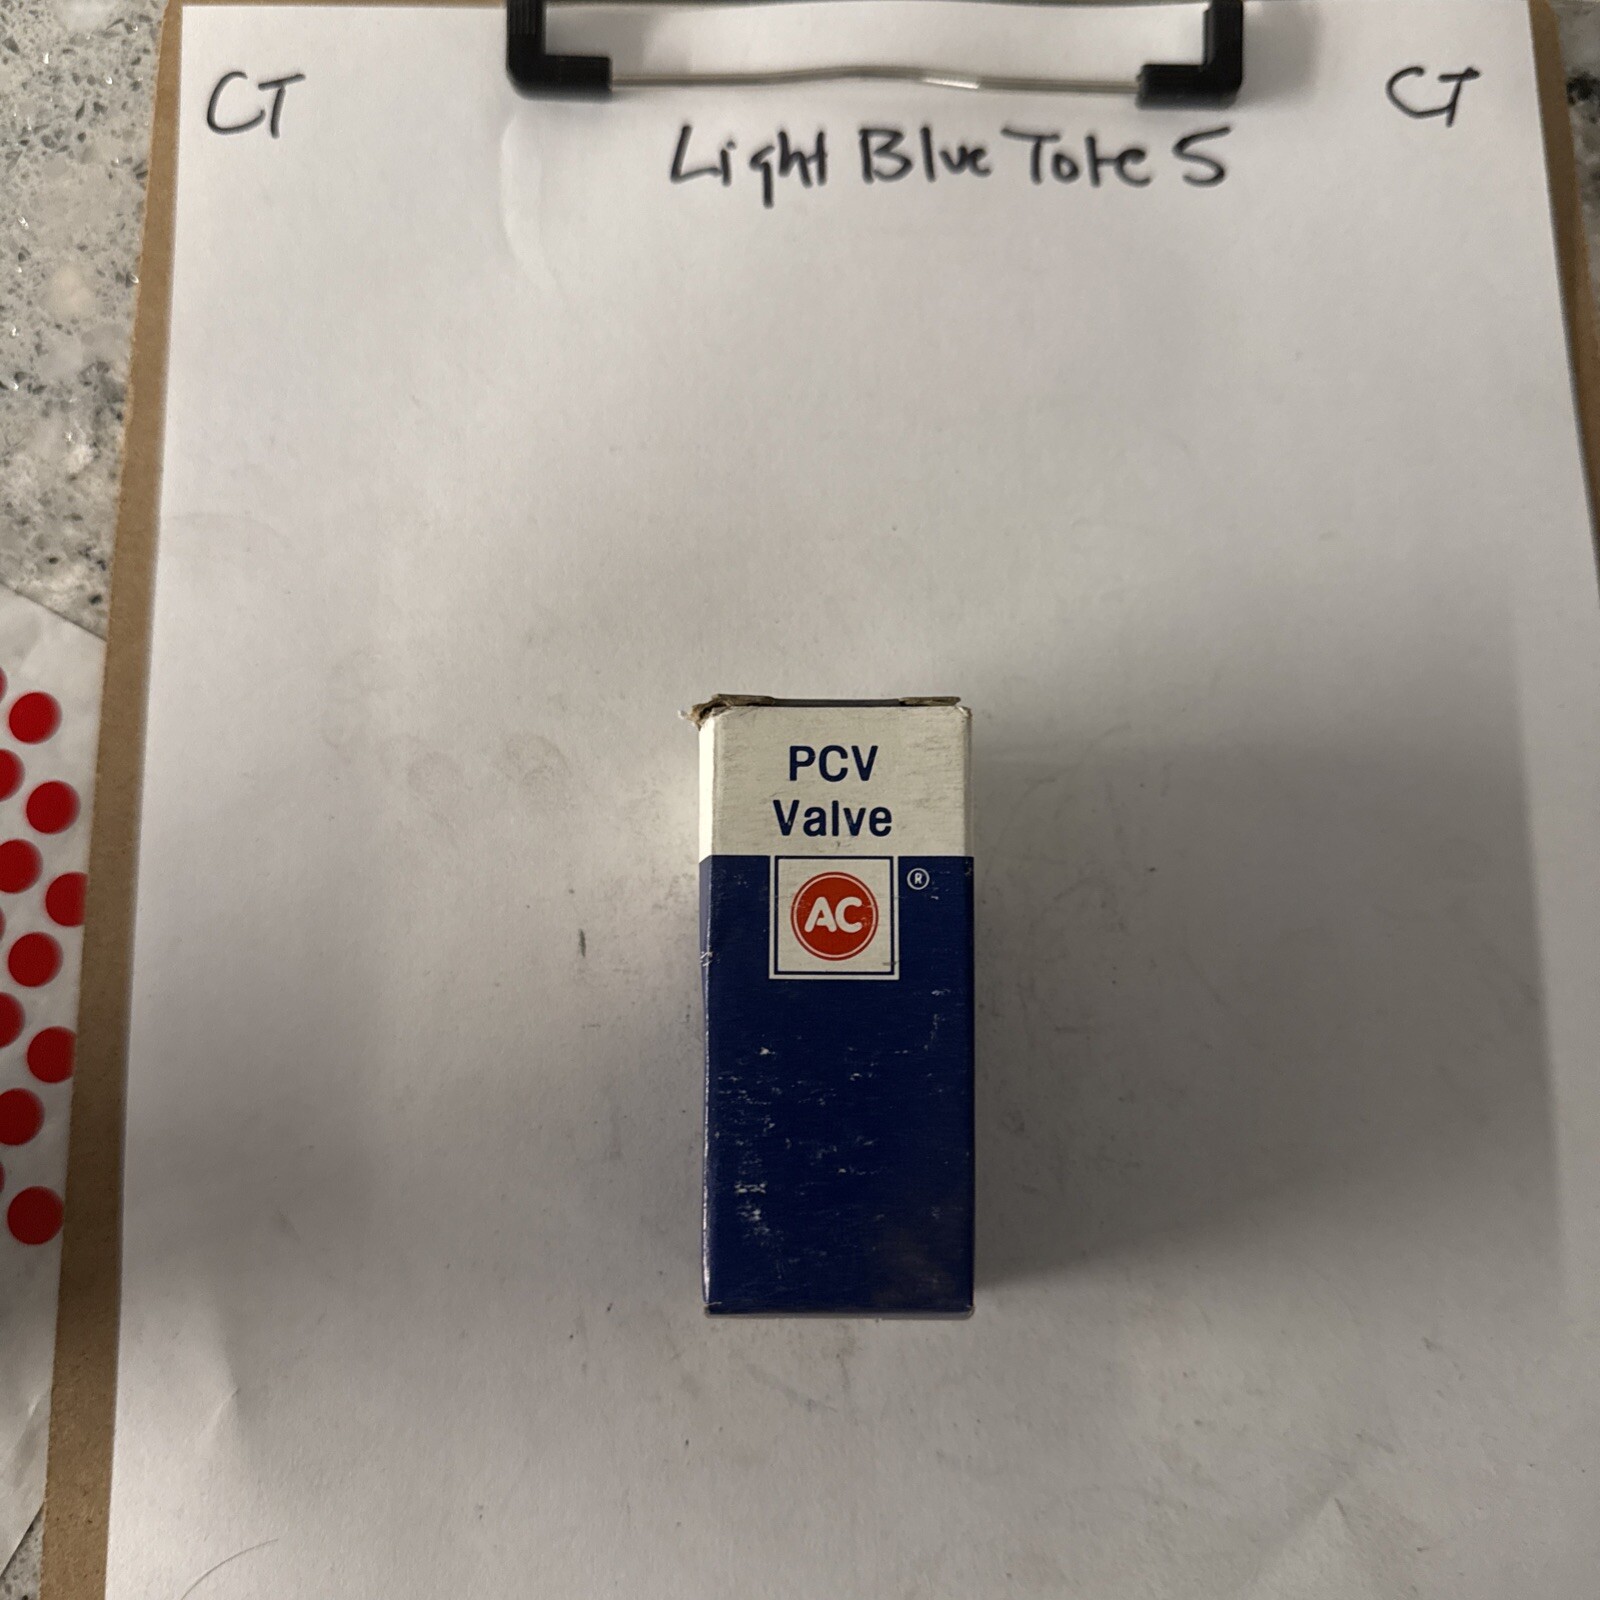 CT
CT
Light Blue Tote 5
PCV
Valve
AC
®